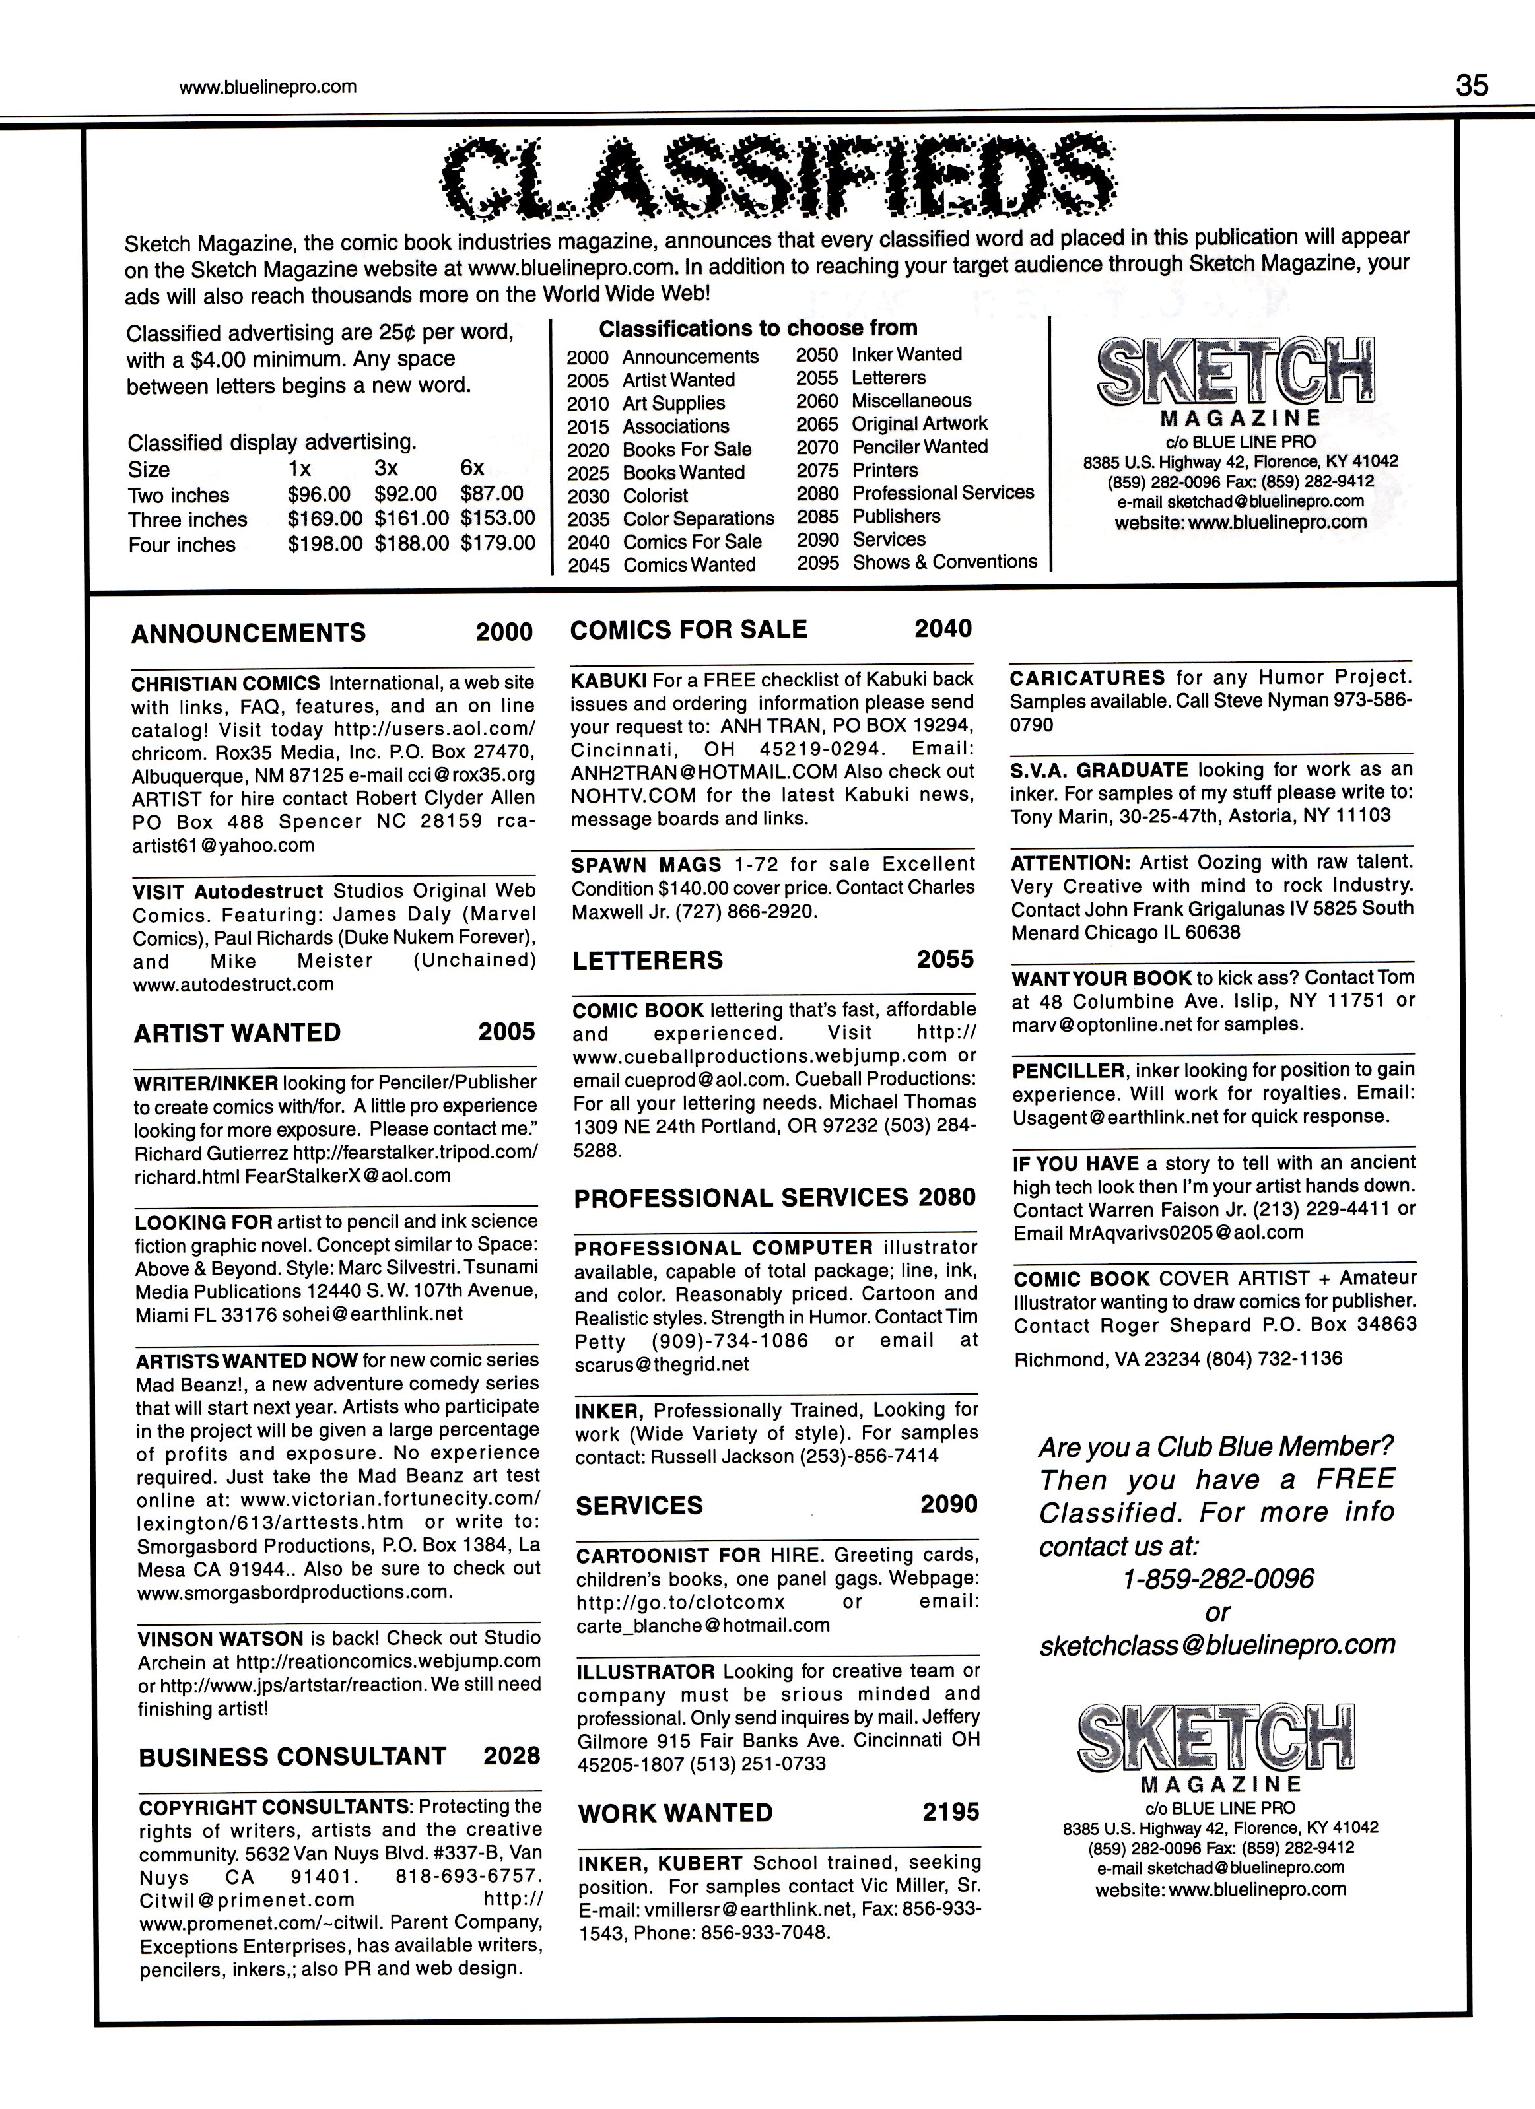 www.bluelinepro.com
35
CLASSIFIEDS
Sketch Magazine, the comic book industries magazine, announces that every classified word ad placed in this publication will appear
on the Sketch Magazine website at www.bluelinepro.com. In addition to reaching your target audience through Sketch Magazine, your
ads will also reach thousands more on the World Wide Web!
Classified advertising are 25¢ per word,
with a $4.00 minimum. Any space
between letters begins a new word.
Classified display advertising.
Size 1x 3x 6x
Two inches $96.00 $92.00 $87.00
Three inches $169.00 $161.00 $153.00
Four inches $198.00 $188.00 $179.00
Classifications to choose from
2000 Announcements 2050 Inker Wanted
2005 Artist Wanted 2055 Letterers
2010 Art Supplies 2060 Miscellaneous
2015 Associations 2065 Original Artwork
2020 Books For Sale 2070 Penciler Wanted
2025 Books Wanted 2075 Printers
2030 Colorist 2080 Professional Services
2035 Color Separations 2085 Publishers
2040 Comics For Sale 2090 Services
2045 Comics Wanted 2095 Shows & Conventions
SKETCH
MAGAZINE
c/o BLUE LINE PRO
8385 U.S. Highway 42, Florence, KY 41042
(859) 282-0096 Fax: (859) 282-9412
e-mail sketchad@bluelinepro.com
website: www.bluelinepro.com
ANNOUNCEMENTS 2000
CHRISTIAN COMICS International, a web site
with links, FAQ, features, and an on line
catalog! Visit today http://users.aol.com/
chricom. Rox35 Media, Inc. P.O. Box 27470,
Albuquerque, NM 87125 e-mail cci@rox35.org
ARTIST for hire contact Robert Clyder Allen
PO Box 488 Spencer NC 28159 rca-
artist61@yahoo.com
VISIT Autodestruct Studios Original Web
Comics. Featuring: James Daly (Marvel
Comics), Paul Richards (Duke Nukem Forever),
and Mike Meister (Unchained)
www.autodestruct.com
ARTIST WANTED 2005
WRITER/INKER looking for Penciler/Publisher
to create comics with/for. A little pro experience
looking for more exposure. Please contact me."
Richard Gutierrez http://fearstalker.tripod.com/
richard.html FearStalkerX@aol.com
LOOKING FOR artist to pencil and ink science
fiction graphic novel. Concept similar to Space:
Above & Beyond. Style: Marc Silvestri. Tsunami
Media Publications 12440 S. W. 107th Avenue,
Miami FL 33176 sohei@earthlink.net
ARTISTS WANTED NOW for new comic series
Mad Beanz!, a new adventure comedy series
that will start next year. Artists who participate
in the project will be given a large percentage
of profits and exposure. No experience
required. Just take the Mad Beanz art test
online at: www.victorian.fortunecity.com/
lexington/613/arttests.htm or write to:
Smorgasbord Productions, P.O. Box 1384, La
Mesa CA 91944.. Also be sure to check out
www.smorgasbordproductions.com.
VINSON WATSON is back! Check out Studio
Archein at http://reationcomics.webjump.com
or http://www.jps/artstar/reaction. We still need
finishing artist!
BUSINESS CONSULTANT 2028
COPYRIGHT CONSULTANTS: Protecting the
rights of writers, artists and the creative
community. 5632 Van Nuys Blvd. #337-B, Van
Nuys CA 91401. 818-693-6757.
Citwil@primenet.com http://
www.promenet.com/~citwil. Parent Company,
Exceptions Enterprises, has available writers,
pencilers, inkers,; also PR and web design.
COMICS FOR SALE 2040
KABUKI For a FREE checklist of Kabuki back
issues and ordering information please send
your request to: ANH TRAN, PO BOX 19294,
Cincinnati, OH 45219-0294. Email:
ANH2TRAN@HOTMAIL.COM Also check out
NOHTV.COM for the latest Kabuki news,
message boards and links.
SPAWN MAGS 1-72 for sale Excellent
Condition $140.00 cover price. Contact Charles
Maxwell Jr. (727) 866-2920.
LETTERERS 2055
COMIC BOOK lettering that's fast, affordable
and experienced. Visit http://
www.cueballproductions.webjump.com or
email cueprod@aol.com. Cueball Productions:
For all your lettering needs. Michael Thomas
1309 NE 24th Portland, OR 97232 (503) 284-
5288.
PROFESSIONAL SERVICES 2080
PROFESSIONAL COMPUTER illustrator
available, capable of total package; line, ink,
and color. Reasonably priced. Cartoon and
Realistic styles. Strength in Humor. Contact Tim
Petty (909)-734-1086 or email at
scarus@thegrid.net
INKER, Professionally Trained, Looking for
work (Wide Variety of style). For samples
contact: Russell Jackson (253)-856-7414
SERVICES 2090
CARTOONIST FOR HIRE. Greeting cards,
children's books, one panel gags. Webpage:
http://go.to/clotcomx or email:
carte_blanche@hotmail.com
ILLUSTRATOR Looking for creative team or
company must be srious minded and
professional. Only send inquires by mail. Jeffery
Gilmore 915 Fair Banks Ave. Cincinnati OH
45205-1807 (513) 251-0733
WORK WANTED 2195
INKER, KUBERT School trained, seeking
position. For samples contact Vic Miller, Sr.
E-mail: vmillersr@earthlink.net, Fax: 856-933-
1543, Phone: 856-933-7048.
CARICATURES for any Humor Project.
Samples available. Call Steve Nyman 973-586-
0790
S.V.A. GRADUATE looking for work as an
inker. For samples of my stuff please write to:
Tony Marin, 30-25-47th, Astoria, NY 11103
ATTENTION: Artist Oozing with raw talent.
Very Creative with mind to rock Industry.
Contact John Frank Grigalunas IV 5825 South
Menard Chicago IL 60638
WANT YOUR BOOK to kick ass? Contact Tom
at 48 Columbine Ave. Islip, NY 11751 or
marv@optonline.net for samples.
PENCILLER, inker looking for position to gain
experience. Will work for royalties. Email:
Usagent@earthlink.net for quick response.
IF YOU HAVE a story to tell with an ancient
high tech look then I'm your artist hands down.
Contact Warren Faison Jr. (213) 229-4411 or
Email MrAqvarivs0205@aol.com
COMIC BOOK COVER ARTIST + Amateur
Illustrator wanting to draw comics for publisher.
Contact Roger Shepard P.O. Box 34863
Richmond, VA 23234 (804) 732-1136
Are you a Club Blue Member?
Then you have a FREE
Classified. For more info
contact us at:
1-859-282-0096
or
sketchclass@bluelinepro.com
SKETCH
MAGAZINE
c/o BLUE LINE PRO
8385 U.S. Highway 42, Florence, KY 41042
(859) 282-0096 Fax: (859) 282-9412
e-mail sketchad@bluelinepro.com
website: www.bluelinepro.com